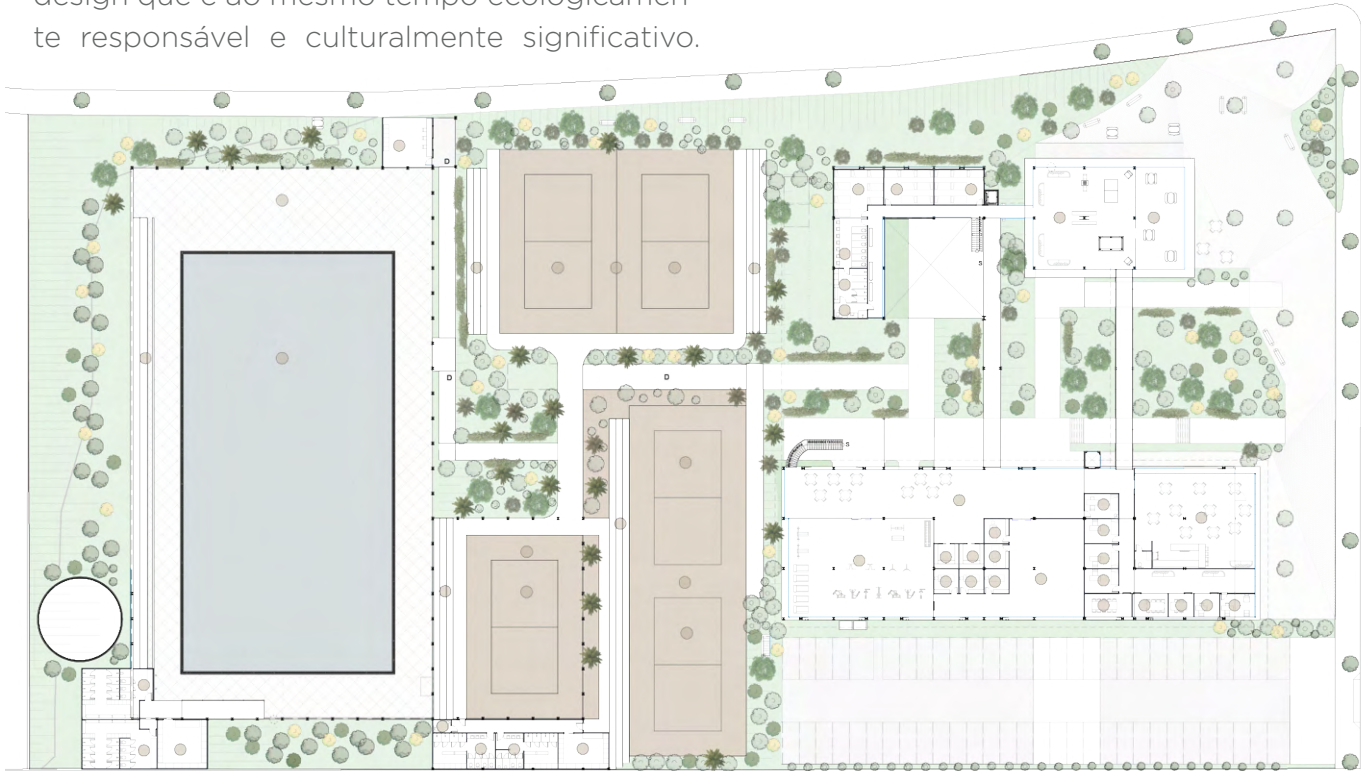 design que é ao mesmo tempo ecologicamen-
te responsável e culturalmente significativo.
D
S
D
D
S